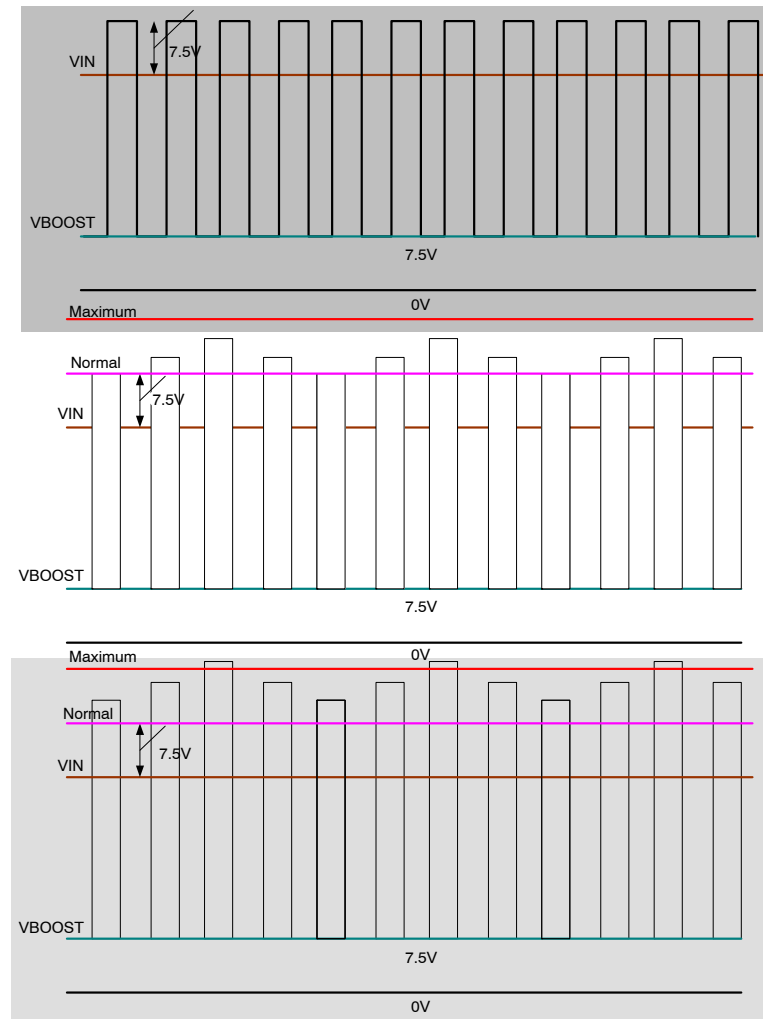 7.5V
VIN
VBOOST
7.5V
0V
Maximum
Normal
7.5V
VIN
VBOOST
7.5V
0V
Maximum
Normal
7.5V
VIN
VBOOST
7.5V
0V